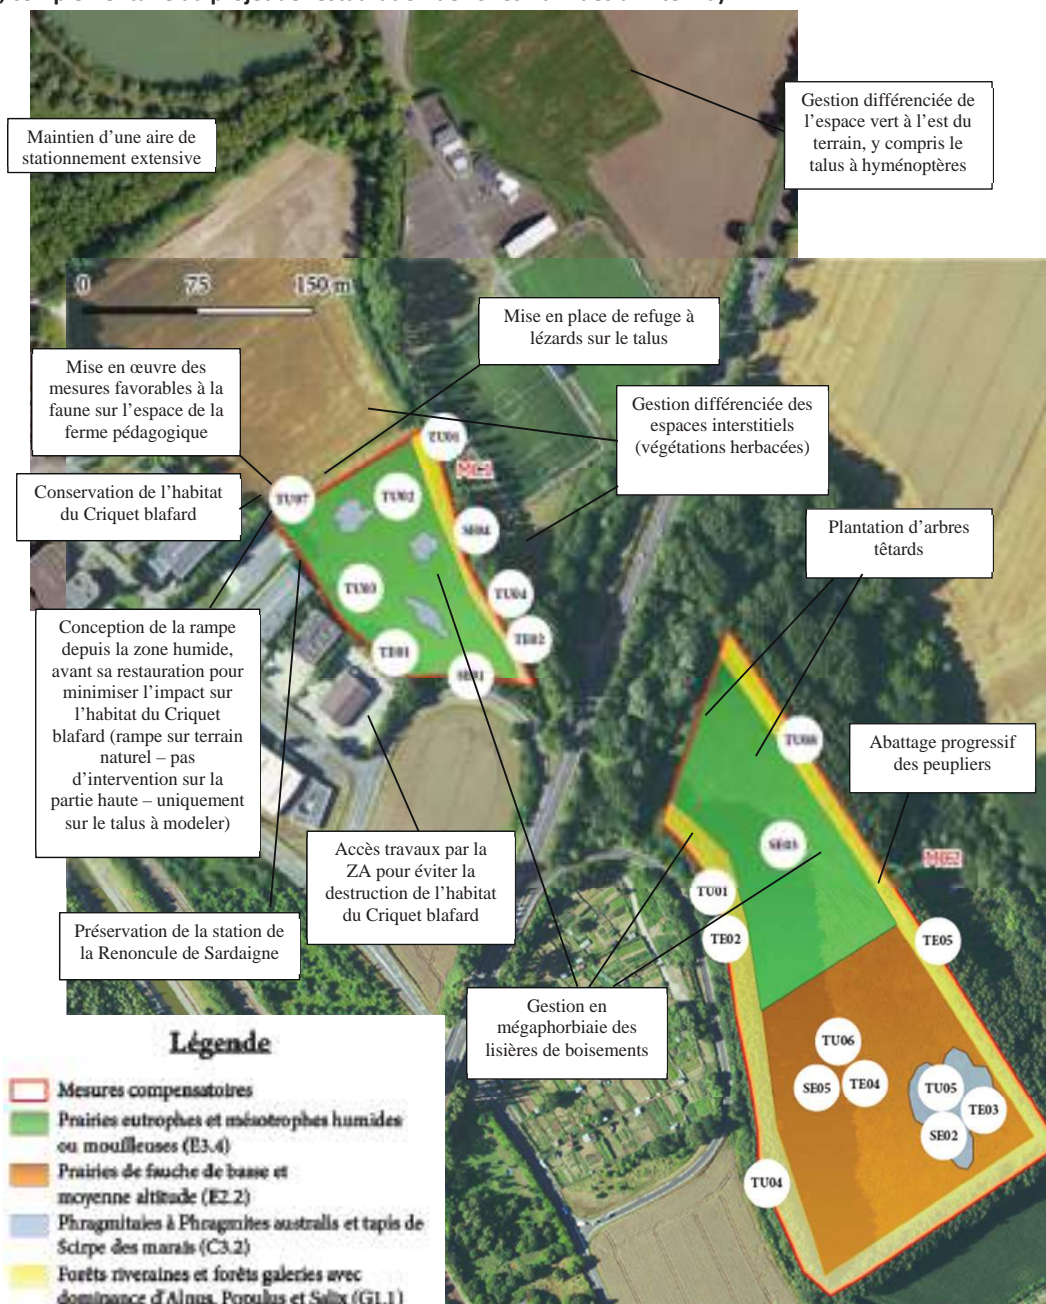 Maintien d'une aire de
stationnement extensive
Gestion différenciée de
l'espace vert à l'est du
terrain, y compris le
talus à hyménoptères
0 75 150 m
Mise en place de refuge à
lézards sur le talus
Mise en œuvre des
mesures favorables à la
faune sur l'espace de la
ferme pédagogique
Gestion différenciée des
espaces interstitiels
(végétations herbacées)
Conservation de l'habitat
du Criquet blafard
Plantation d'arbres
têtards
TU01
TU07
TU02
SE04
TU03
TU04
TE01
TE02
SE01
Conception de la rampe
depuis la zone humide,
avant sa restauration pour
minimiser l'impact sur
l'habitat du Criquet
blafard (rampe sur terrain
naturel – pas
d'intervention sur la
partie haute – uniquement
sur le talus à modeler)
Abattage progressif
des peupliers
Accès travaux par la
ZA pour éviter la
destruction de l'habitat
du Criquet blafard
Préservation de la station de
la Renoncule de Sardaigne
SE03
TU01
TE02
TE05
Gestion en
mégaphorbiaie des
lisières de boisements
TU06
SE05
TE04
TU05
TE03
SE02
TU04
Légende
Mesures compensatoires
Prairies eutrophes et mésotrophes humides
ou mouilleuses (E3.4)
Prairies de fauche de basse et
moyenne altitude (E2.2)
Phragmitaies à Phragmites australis et tapis de
Scirpe des marais (C3.2)
Forêts riveraines et forêts galeries avec
dominance d'Alnus, Populus et Salix (G1.1)